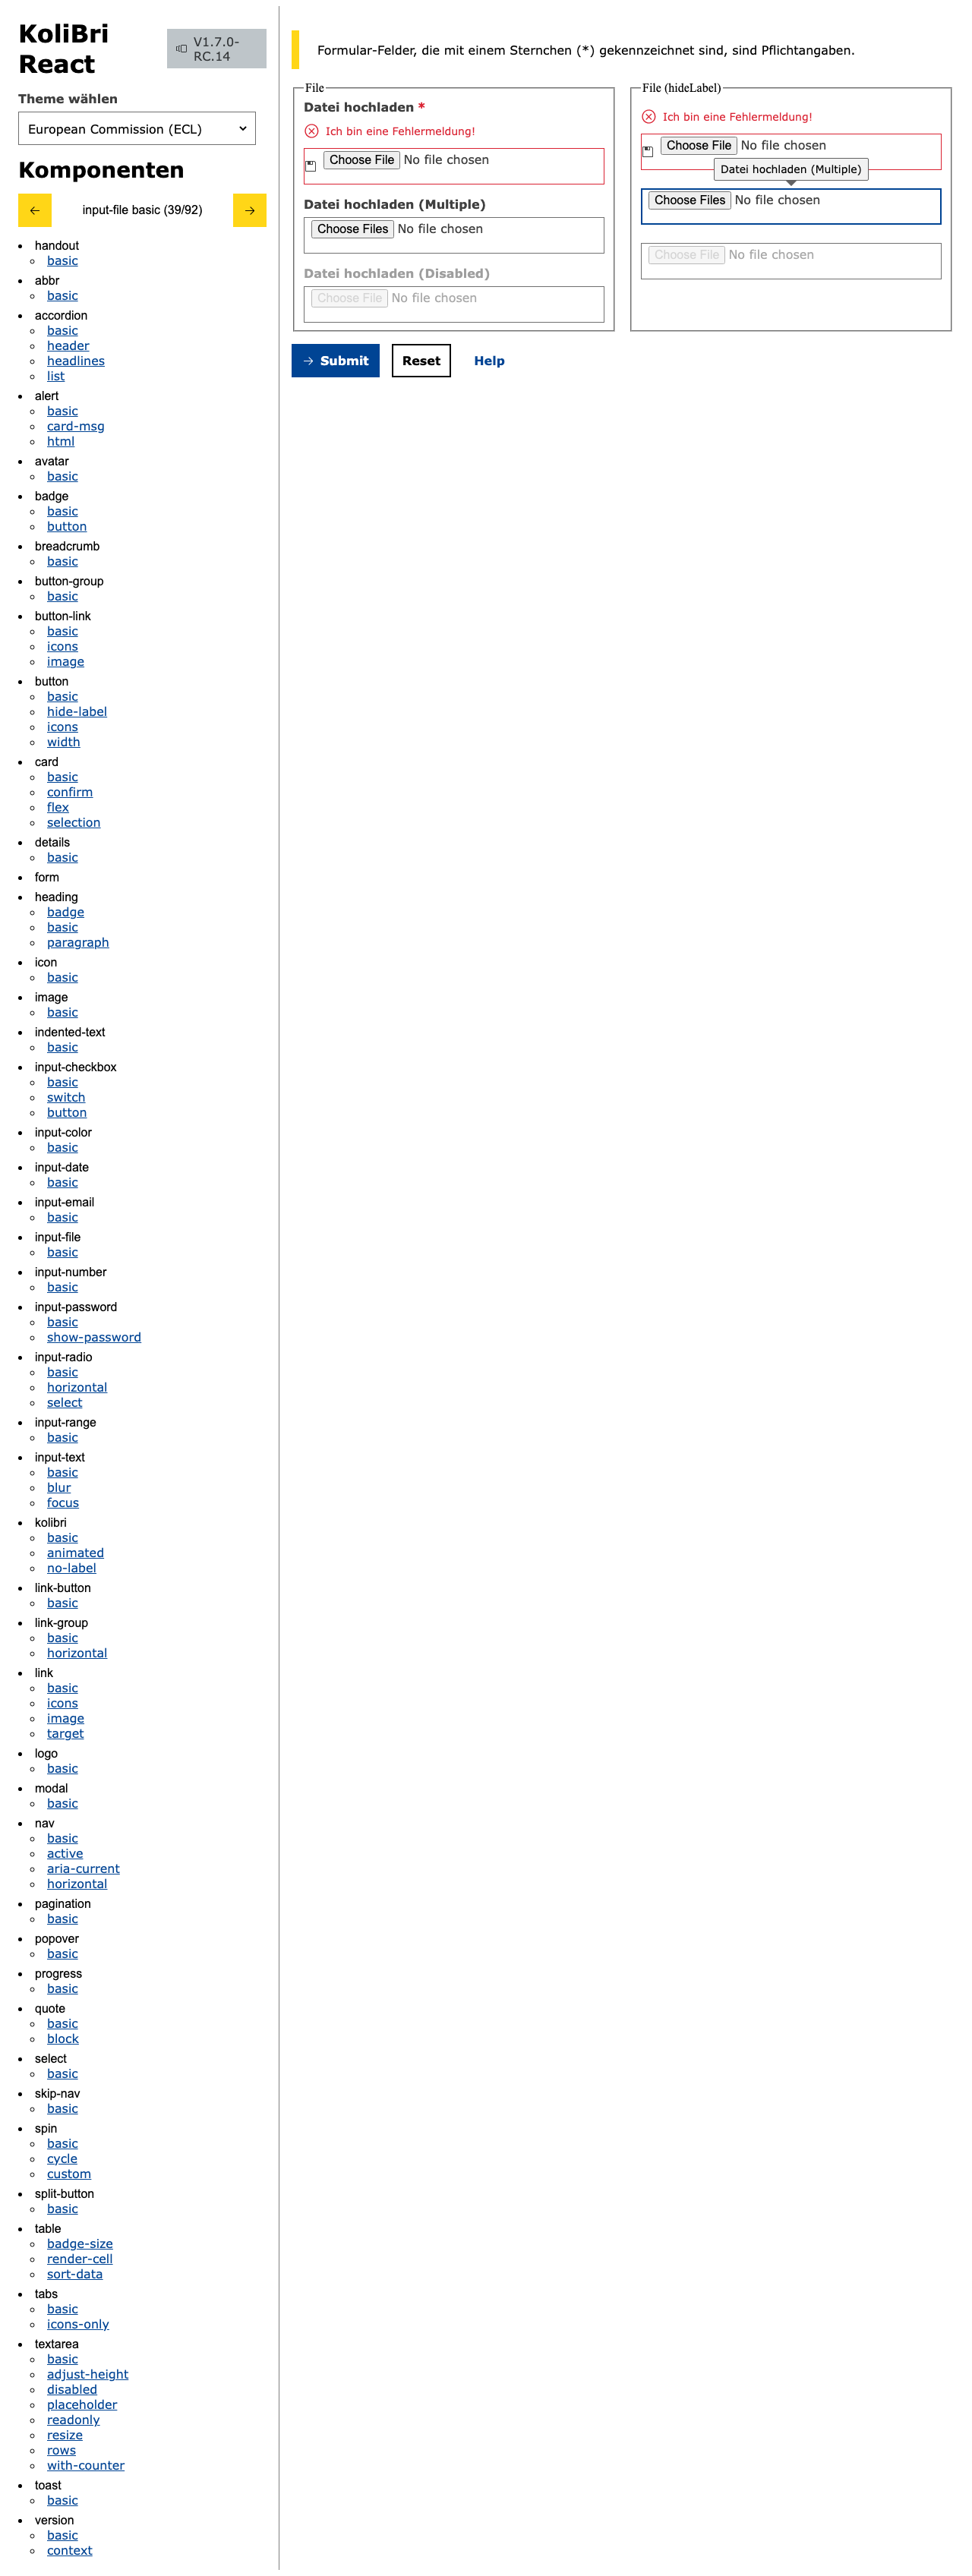 KoliBri
React
V1.7.0-
RC.14
Theme wählen
European Commission (ECL)
Komponenten
← input-file basic (39/92) →
handout
basic
abbr
basic
accordion
basic
header
headlines
list
alert
basic
card-msg
html
avatar
basic
badge
basic
button
breadcrumb
basic
button-group
basic
button-link
basic
icons
image
button
basic
hide-label
icons
width
card
basic
confirm
flex
selection
details
basic
form
heading
badge
basic
paragraph
icon
basic
image
basic
indented-text
basic
input-checkbox
basic
switch
button
input-color
basic
input-date
basic
input-email
basic
input-file
basic
input-number
basic
input-password
basic
show-password
input-radio
basic
horizontal
select
input-range
basic
input-text
basic
blur
focus
kolibri
basic
animated
no-label
link-button
basic
link-group
basic
horizontal
link
basic
icons
image
target
logo
basic
modal
basic
nav
basic
active
aria-current
horizontal
pagination
basic
popover
basic
progress
basic
quote
basic
block
select
basic
skip-nav
basic
spin
basic
cycle
custom
split-button
basic
table
badge-size
render-cell
sort-data
tabs
basic
icons-only
textarea
basic
adjust-height
disabled
placeholder
readonly
resize
rows
with-counter
toast
basic
version
basic
context
Formular-Felder, die mit einem Sternchen (*) gekennzeichnet sind, sind Pflichtangaben.
File
Datei hochladen *
Ich bin eine Fehlermeldung!
Choose File No file chosen
Datei hochladen (Multiple)
Choose Files No file chosen
Datei hochladen (Disabled)
Choose File No file chosen
File (hideLabel)
Ich bin eine Fehlermeldung!
Choose File No file chosen
Datei hochladen (Multiple)
Choose Files No file chosen
Choose File No file chosen
→ Submit Reset Help